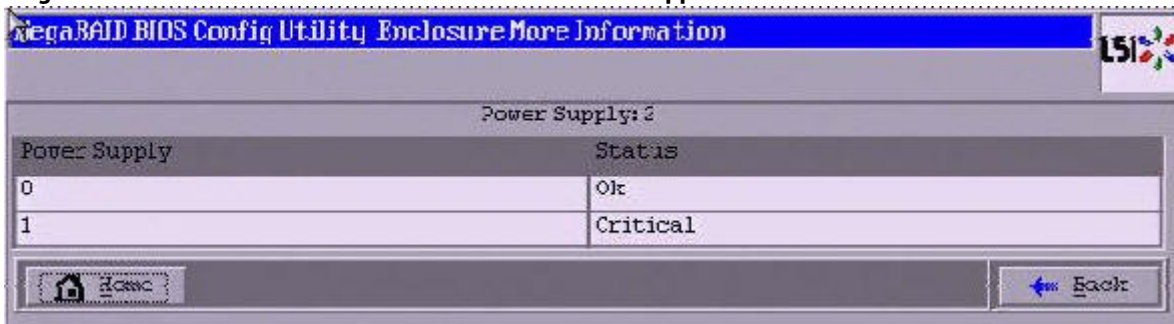 MegaRAID BIOS Config Utility Enclosure More Information
LSI
Power Supply: 2
Power Supply Status
0 Ok
1 Critical
Home
Back